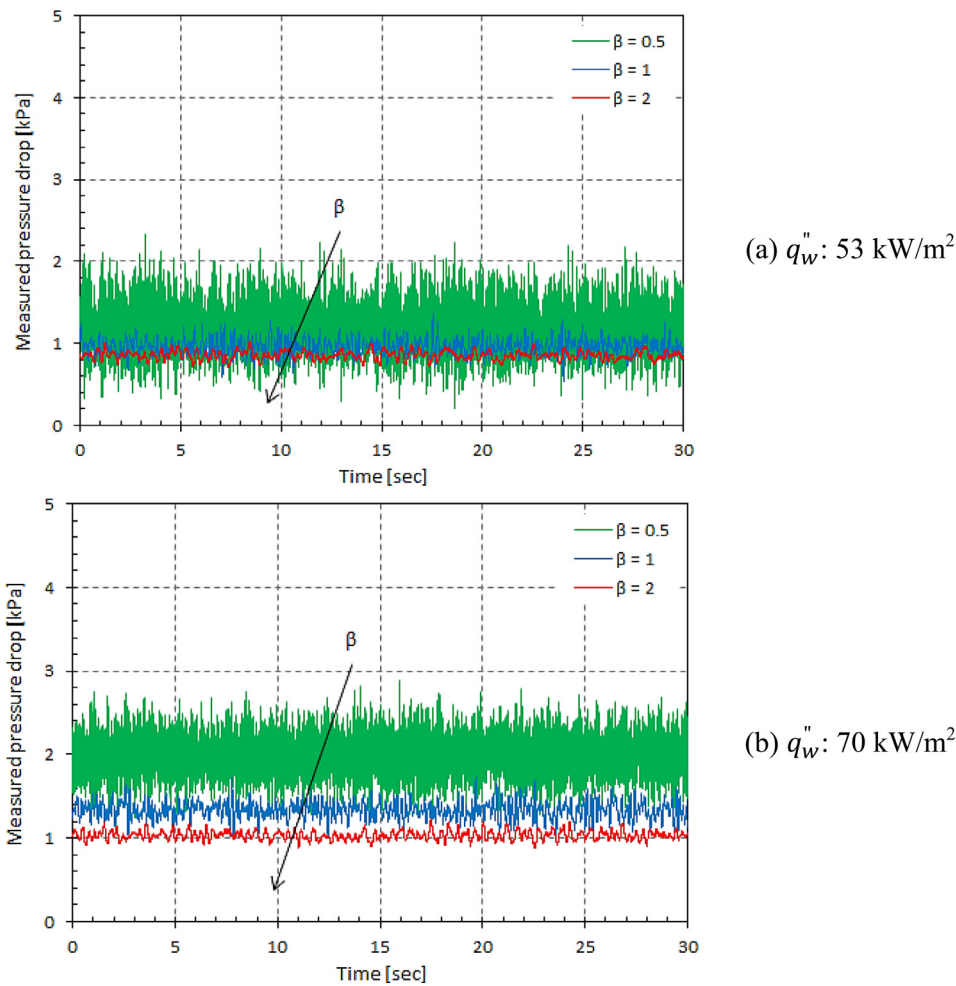 5
4
3
2
1
0
Measured pressure drop [kPa]
β = 0.5
β = 1
β = 2
β
0 5 10 15 20 25 30
Time [sec]
(a) q"w: 53 kW/m²
5
4
3
2
1
0
Measured pressure drop [kPa]
β = 0.5
β = 1
β = 2
β
0 5 10 15 20 25 30
Time [sec]
(b) q"w: 70 kW/m²